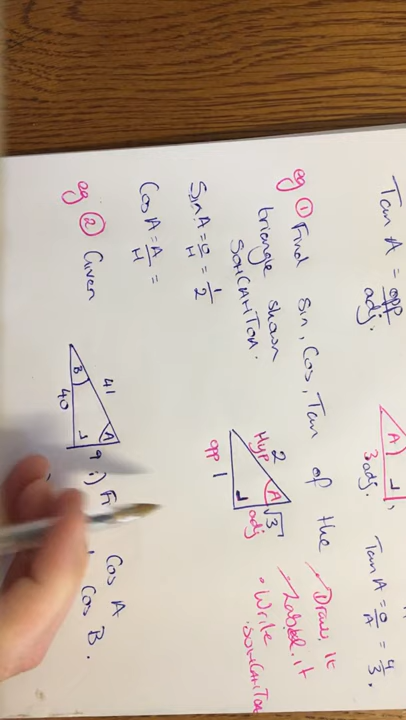 Tan A = opp
adj.
A
3 adj.
Tan A = o = 4
A 3,
eg ① Find Sin, Cos, Tan of the
triangle shown
SOHCAHTOA.
Draw it
Label it
• Write
SOHCAHTOA
Hyp 2
A
√3
adj
opp 1
Sin A = o = 1
H 2
Cos A = A =
H
eg ② Given
41
B
A
40
9
i) Fi
Cos A
Cos B.